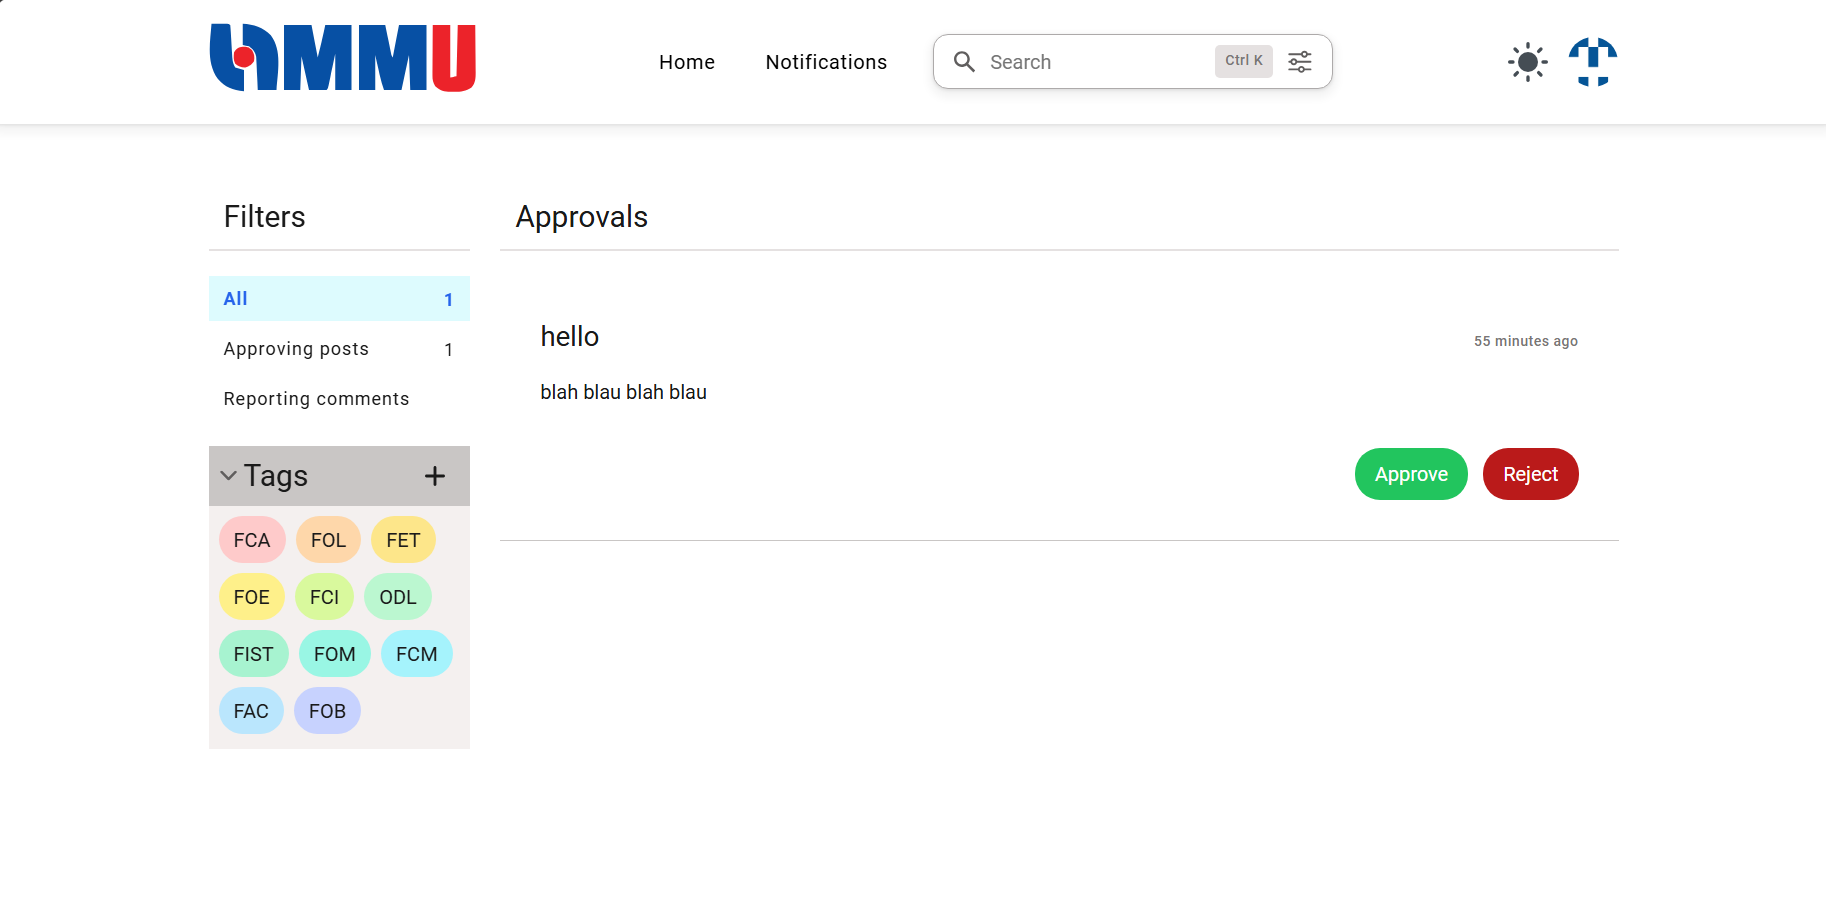 MMU
Home
Notifications
Search
Ctrl K
Filters
All 1
Approving posts 1
Reporting comments
Tags
FCA FOL FET
FOE FCI ODL
FIST FOM FCM
FAC FOB
Approvals
hello
55 minutes ago
blah blau blah blau
Approve
Reject